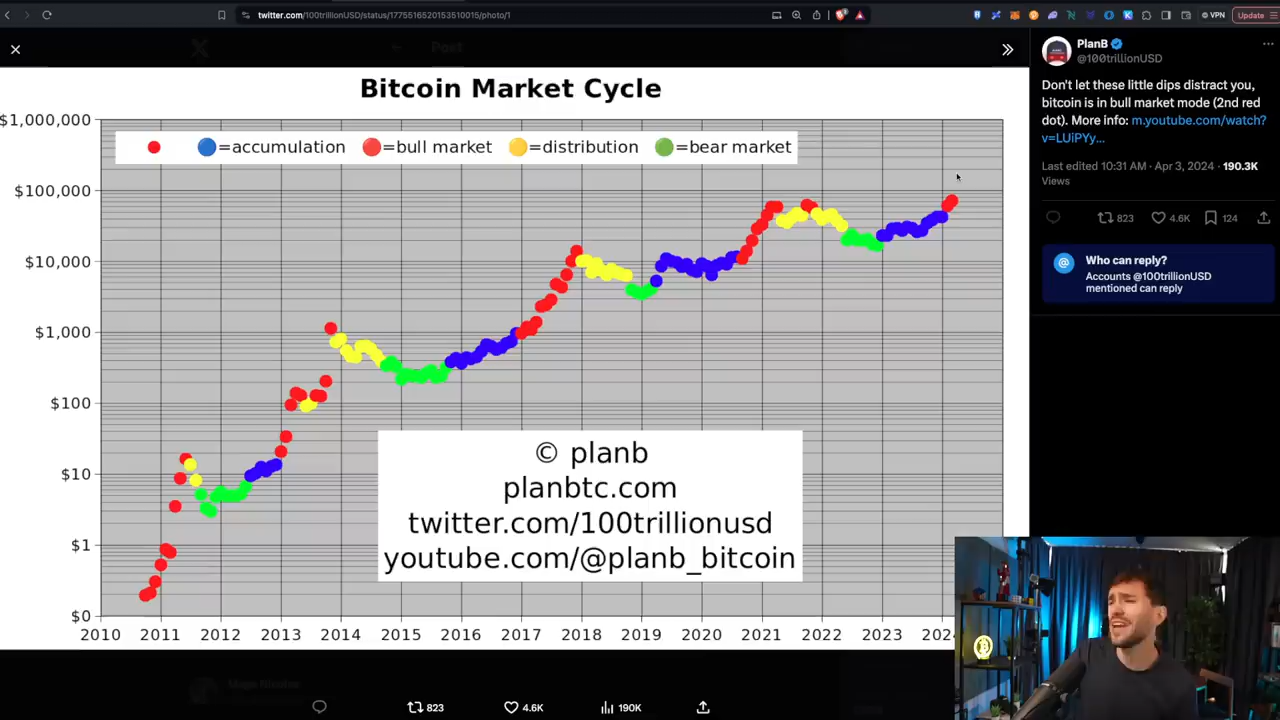 twitter.com/100trillionUSD/status/1775516520153510015/photo/1
VPN
Update
Post
Bitcoin Market Cycle
$1,000,000
=accumulation =bull market =distribution =bear market
$100,000
$10,000
$1,000
$100
$10
$1
$0
2010 2011 2012 2013 2014 2015 2016 2017 2018 2019 2020 2021 2022 2023
© planb
planbtc.com
twitter.com/100trillionusd
youtube.com/@planb_bitcoin
823 4.6K 190K
PlanB
@100trillionUSD
Don't let these little dips distract you,
bitcoin is in bull market mode (2nd red
dot). More info: m.youtube.com/watch?
v=LUiPYy...
Last edited 10:31 AM · Apr 3, 2024 · 190.3K
Views
823 4.6K 124
Who can reply?
Accounts @100trillionUSD
mentioned can reply